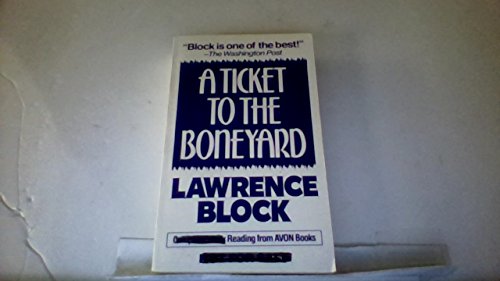 "Block is one of the best!"
—The Washington Post
A TICKET
TO THE
BONEYARD
LAWRENCE
BLOCK
Reading from AVON Books